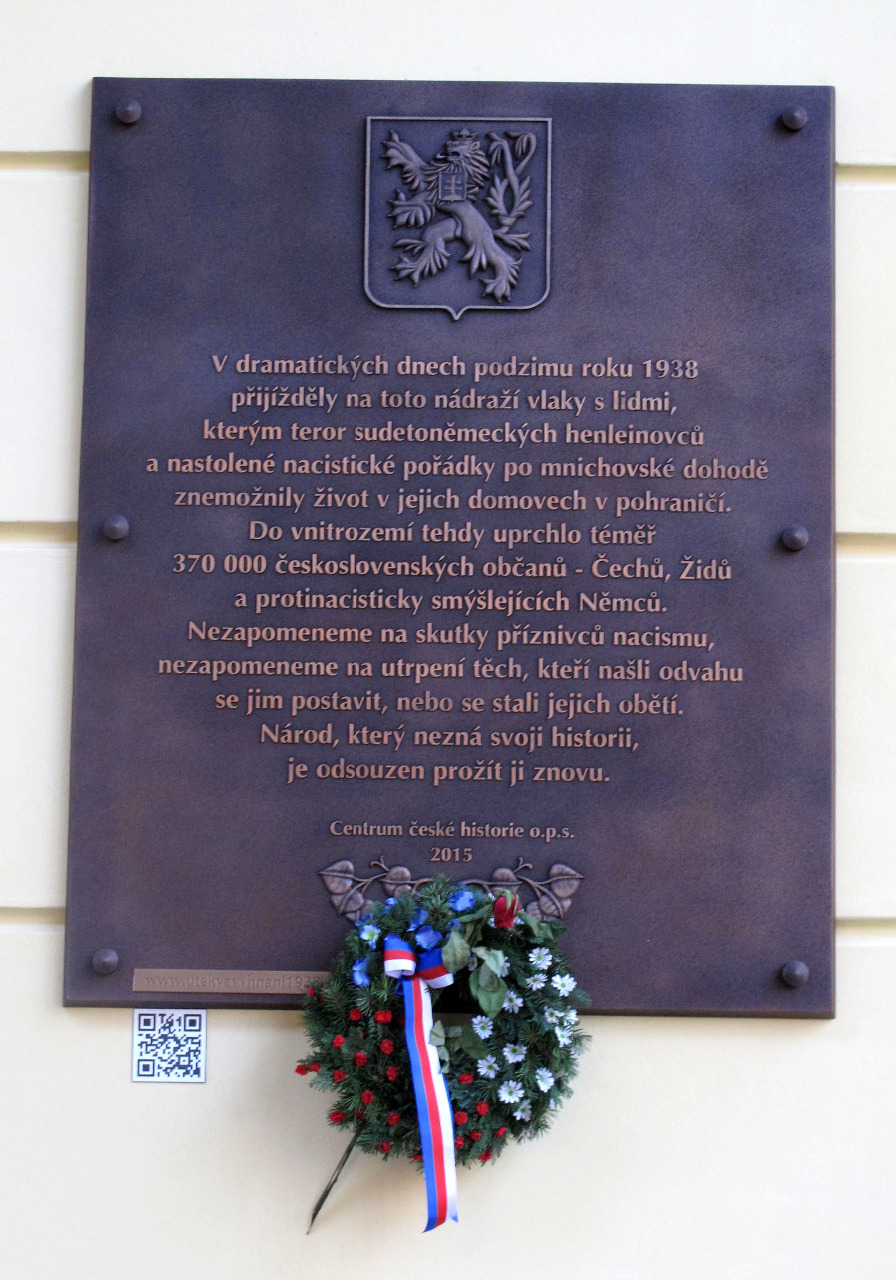 V dramatických dnech podzimu roku 1938
přijížděly na toto nádraží vlaky s lidmi,
kterým teror sudetoněmeckých henleinovců
a nastolené nacistické pořádky po mnichovské dohodě
znemožnily život v jejich domovech v pohraničí.
Do vnitrozemí tehdy uprchlo téměř
370 000 československých občanů - Čechů, Židů
a protinacisticky smýšlejících Němců.
Nezapomeneme na skutky příznivců nacismu,
nezapomeneme na utrpení těch, kteří našli odvahu
se jim postavit, nebo se stali jejich obětí.
Národ, který nezná svoji historii,
je odsouzen prožít ji znovu.
Centrum české historie o.p.s.
2015